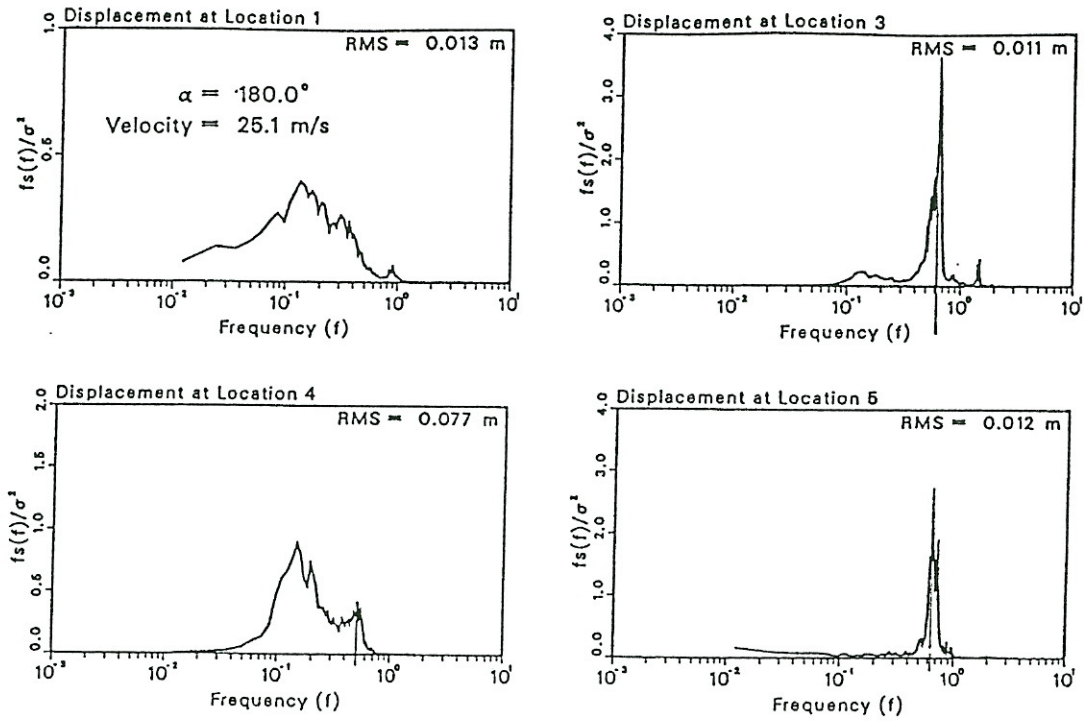 Displacement at Location 1
RMS = 0.013 m
α = 180.0°
Velocity = 25.1 m/s
fs(f)/σ²
1.0
0.5
0.0
10⁻³ 10⁻² 10⁻¹ 10⁰ 10¹
Frequency (f)
Displacement at Location 3
RMS = 0.011 m
fs(f)/σ²
4.0
3.0
2.0
1.0
0.0
10⁻³ 10⁻² 10⁻¹ 10⁰ 10¹
Frequency (f)
Displacement at Location 4
RMS = 0.077 m
fs(f)/σ²
2.0
1.5
1.0
0.5
0.0
10⁻³ 10⁻² 10⁻¹ 10⁰ 10¹
Frequency (f)
Displacement at Location 5
RMS = 0.012 m
fs(f)/σ²
4.0
3.0
2.0
1.0
0.0
10⁻³ 10⁻² 10⁻¹ 10⁰ 10¹
Frequency (f)